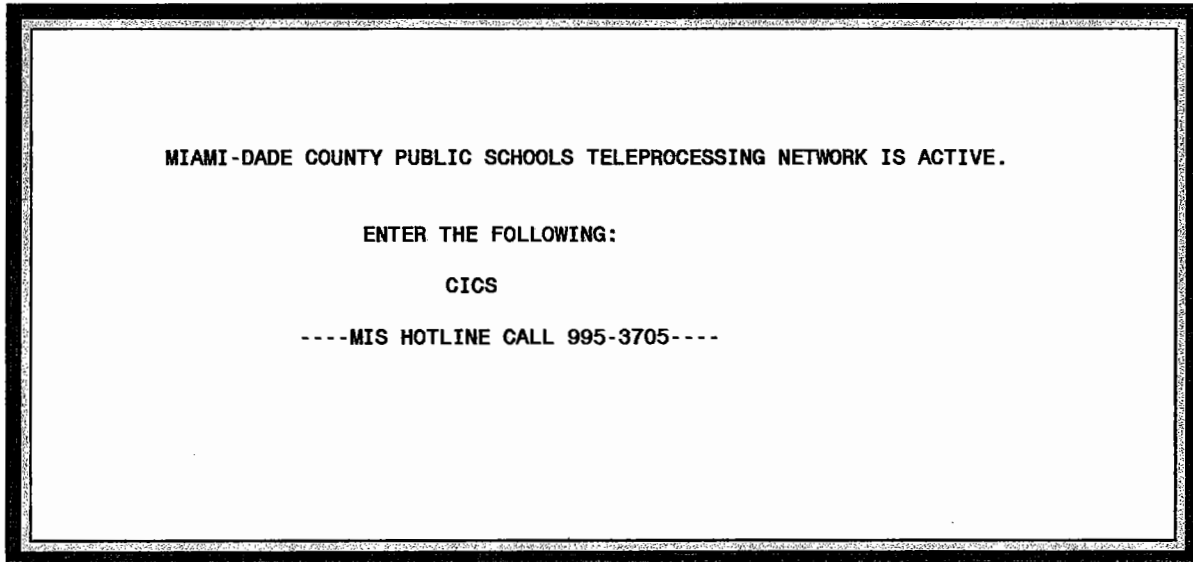 MIAMI-DADE COUNTY PUBLIC SCHOOLS TELEPROCESSING NETWORK IS ACTIVE.
ENTER THE FOLLOWING:
CICS
----MIS HOTLINE CALL 995-3705----